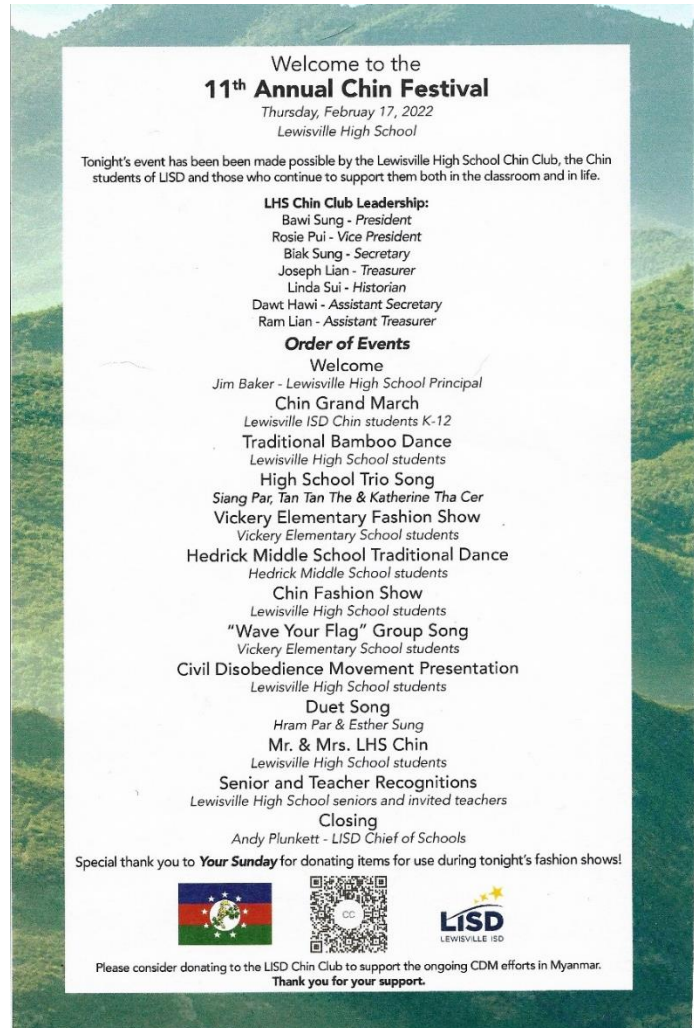 Welcome to the
11th Annual Chin Festival
Thursday, Februay 17, 2022
Lewisville High School
Tonight's event has been been made possible by the Lewisville High School Chin Club, the Chin
students of LISD and those who continue to support them both in the classroom and in life.
LHS Chin Club Leadership:
Bawi Sung - President
Rosie Pui - Vice President
Biak Sung - Secretary
Joseph Lian - Treasurer
Linda Sui - Historian
Dawt Hawi - Assistant Secretary
Ram Lian - Assistant Treasurer
Order of Events
Welcome
Jim Baker - Lewisville High School Principal
Chin Grand March
Lewisville ISD Chin students K-12
Traditional Bamboo Dance
Lewisville High School students
High School Trio Song
Siang Par, Tan Tan The & Katherine Tha Cer
Vickery Elementary Fashion Show
Vickery Elementary School students
Hedrick Middle School Traditional Dance
Hedrick Middle School students
Chin Fashion Show
Lewisville High School students
"Wave Your Flag" Group Song
Vickery Elementary School students
Civil Disobedience Movement Presentation
Lewisville High School students
Duet Song
Hram Par & Esther Sung
Mr. & Mrs. LHS Chin
Lewisville High School students
Senior and Teacher Recognitions
Lewisville High School seniors and invited teachers
Closing
Andy Plunkett - LISD Chief of Schools
Special thank you to Your Sunday for donating items for use during tonight's fashion shows!
CC
LISD
LEWISVILLE ISD
Please consider donating to the LISD Chin Club to support the ongoing CDM efforts in Myanmar.
Thank you for your support.